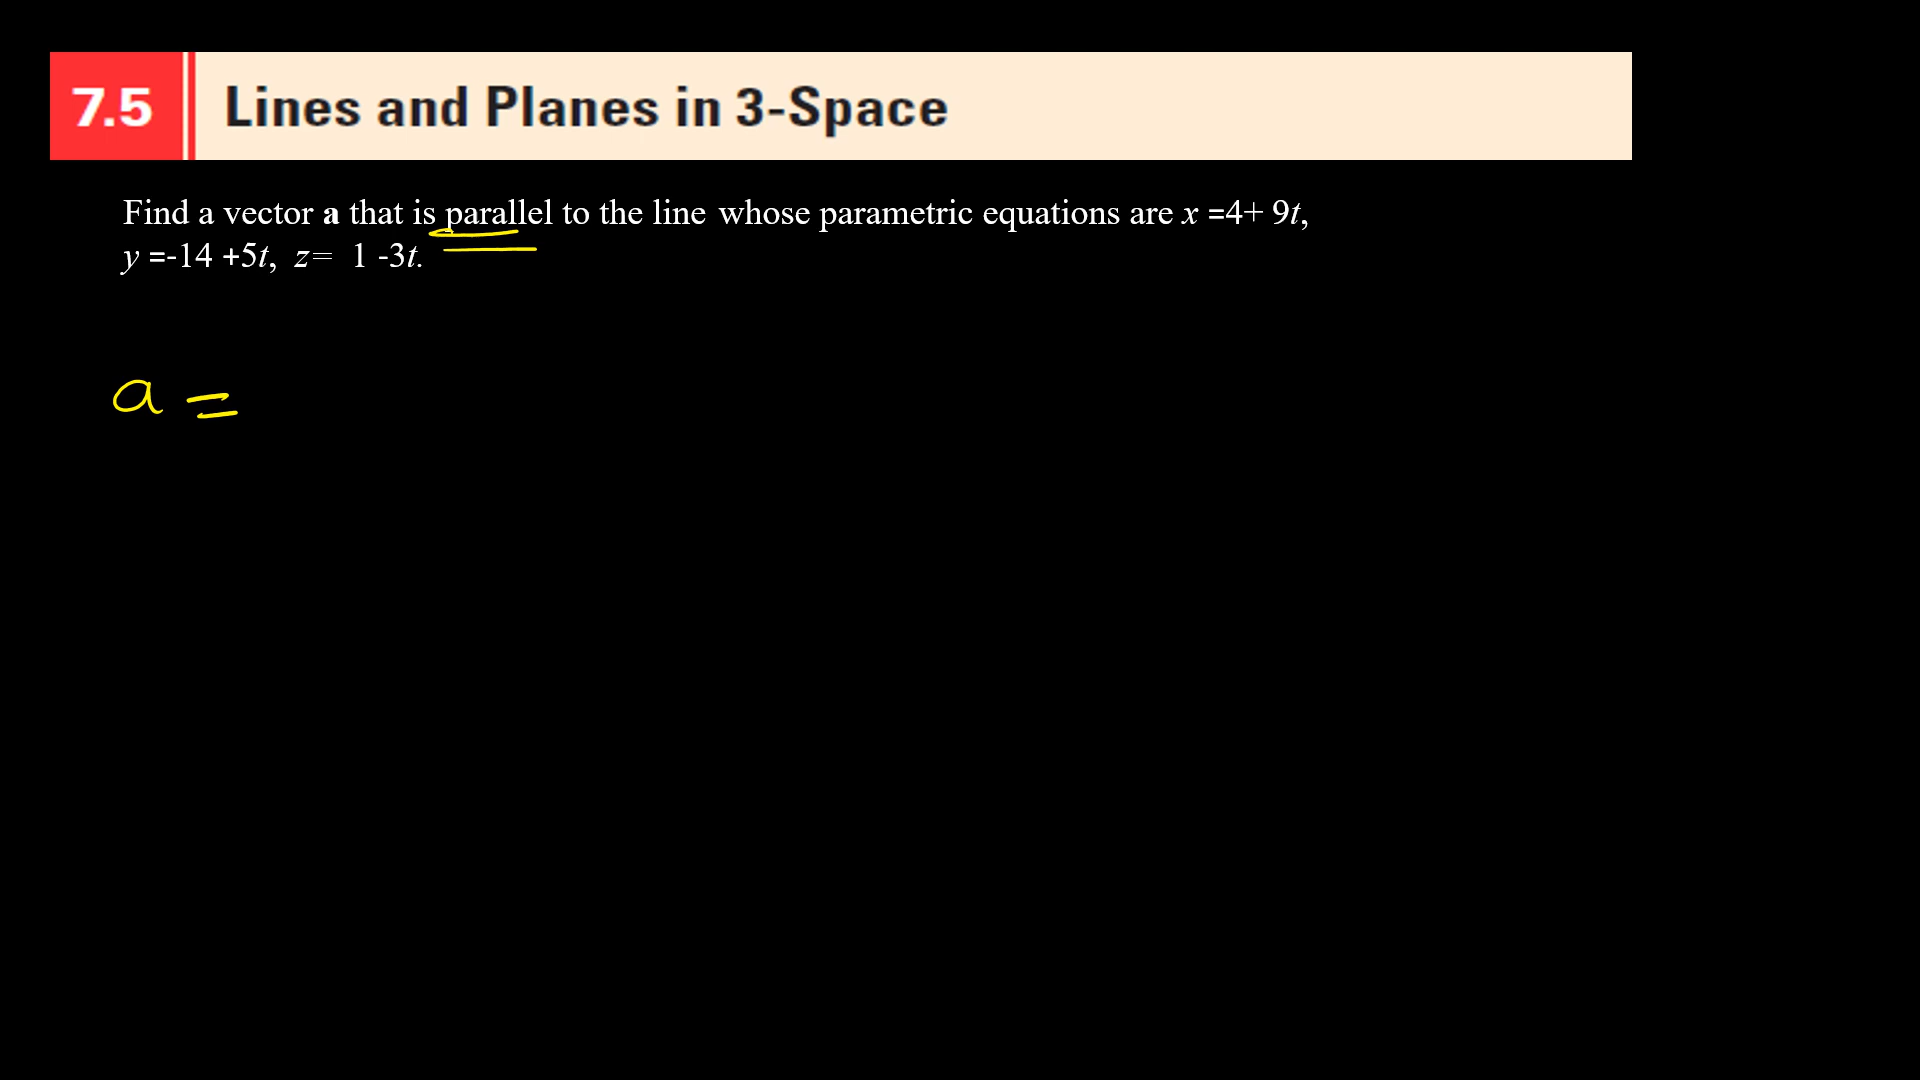 7.5 Lines and Planes in 3-Space
Find a vector a that is parallel to the line whose parametric equations are x =4+ 9t,
y =-14 +5t, z= 1 -3t.
a =